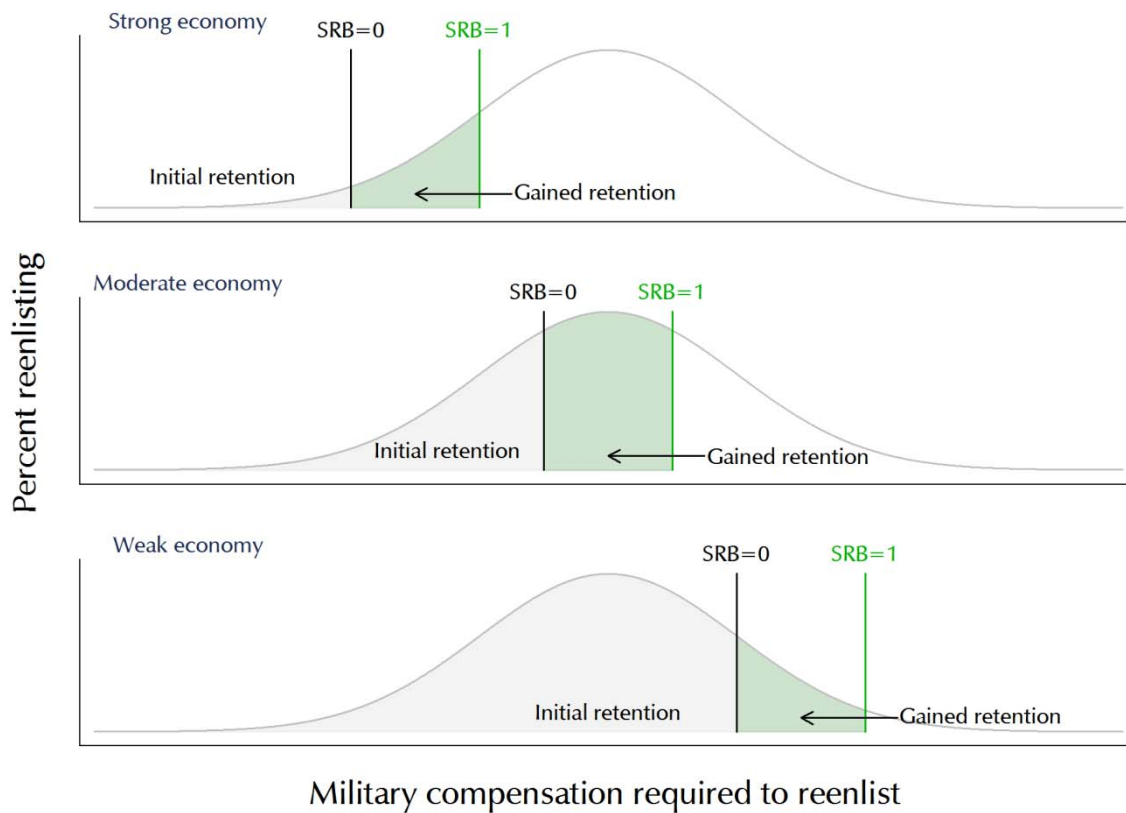 Strong economy
SRB=0
SRB=1
Initial retention
Gained retention
Percent reenlisting
Moderate economy
SRB=0
SRB=1
Initial retention
Gained retention
Weak economy
SRB=0
SRB=1
Initial retention
Gained retention
Military compensation required to reenlist